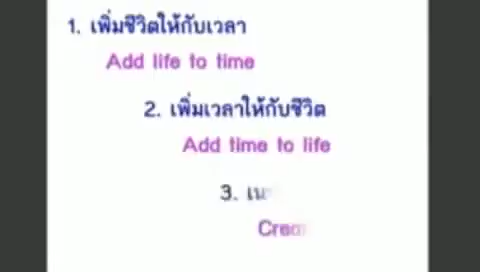 1. เพิ่มชีวิตให้กับเวลา
Add life to time
2. เพิ่มเวลาให้กับชีวิต
Add time to life
3.